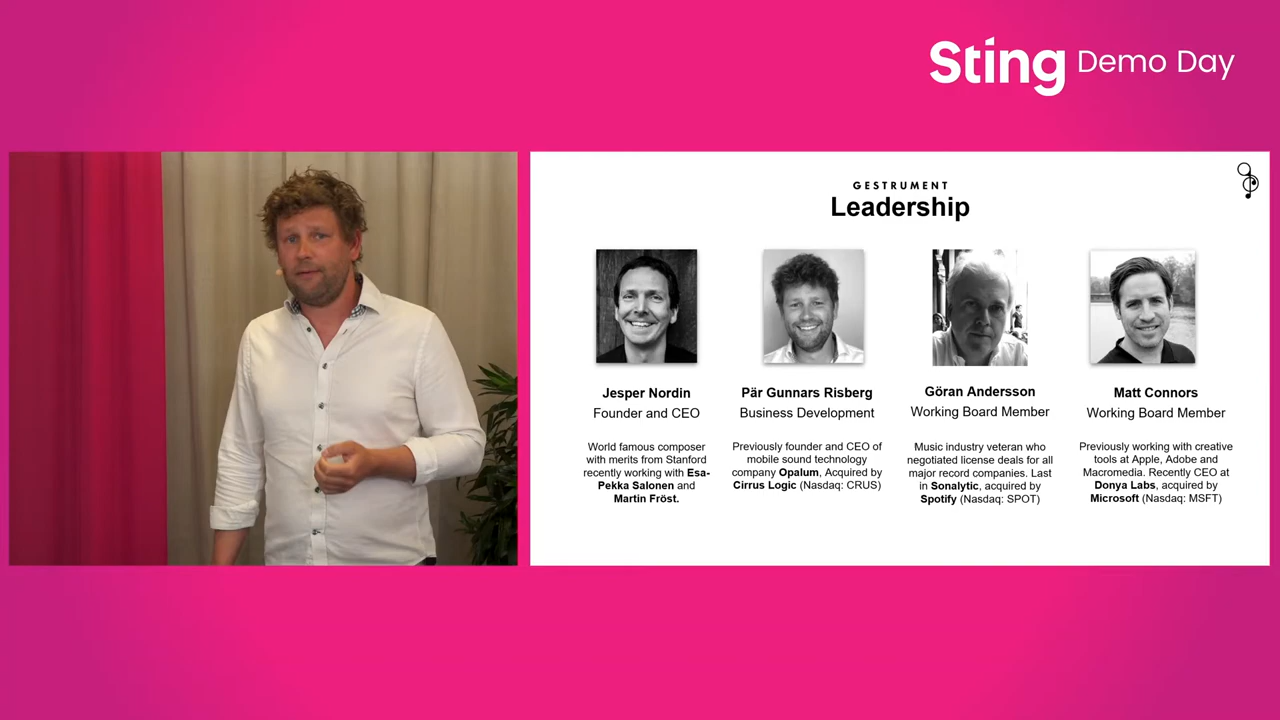 Sting Demo Day
GESTRUMENT
Leadership
Jesper Nordin
Founder and CEO
World famous composer
with merits from Stanford
recently working with Esa-
Pekka Salonen and
Martin Fröst.
Pär Gunnars Risberg
Business Development
Previously founder and CEO of
mobile sound technology
company Opalum, Acquired by
Cirrus Logic (Nasdaq: CRUS)
Göran Andersson
Working Board Member
Music industry veteran who
negotiated license deals for all
major record companies. Last
in Sonalytic, acquired by
Spotify (Nasdaq: SPOT)
Matt Connors
Working Board Member
Previously working with creative
tools at Apple, Adobe and
Macromedia. Recently CEO at
Donya Labs, acquired by
Microsoft (Nasdaq: MSFT)